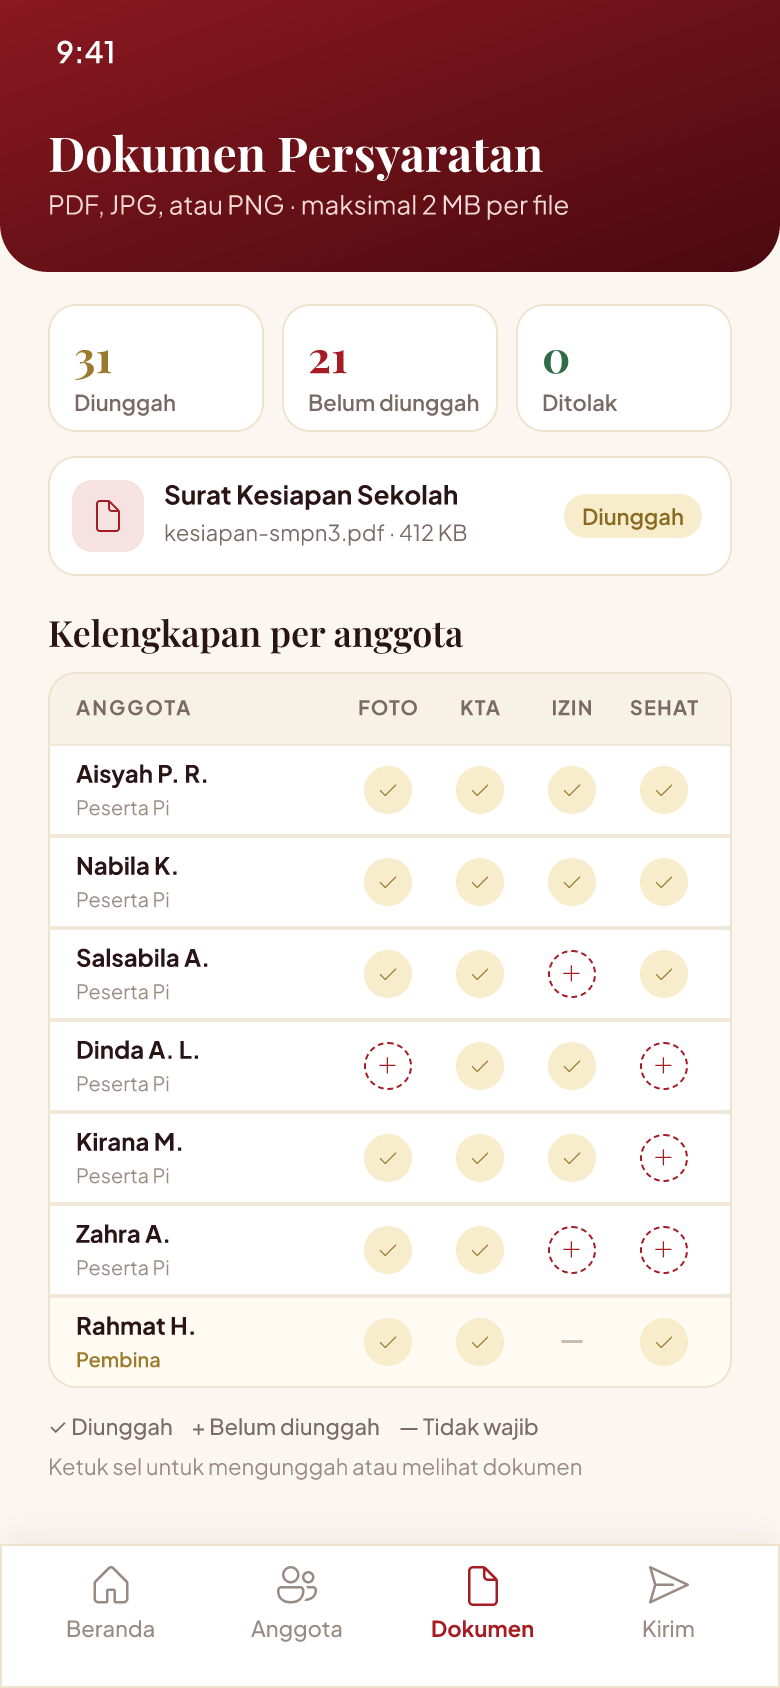 9:41
Dokumen Persyaratan
PDF, JPG, atau PNG · maksimal 2 MB per file
31
Diunggah
21
Belum diunggah
0
Ditolak
Surat Kesiapan Sekolah
kesiapan-smpn3.pdf · 412 KB
Diunggah
Kelengkapan per anggota
ANGGOTA FOTO KTA IZIN SEHAT
Aisyah P. R. ✓ ✓ ✓ ✓
Peserta Pi
Nabila K. ✓ ✓ ✓ ✓
Peserta Pi
Salsabila A. ✓ ✓ + ✓
Peserta Pi
Dinda A. L. + ✓ ✓ +
Peserta Pi
Kirana M. ✓ ✓ ✓ +
Peserta Pi
Zahra A. ✓ ✓ + +
Peserta Pi
Rahmat H. ✓ ✓ — ✓
Pembina
✓ Diunggah + Belum diunggah — Tidak wajib
Ketuk sel untuk mengunggah atau melihat dokumen
Beranda Anggota Dokumen Kirim